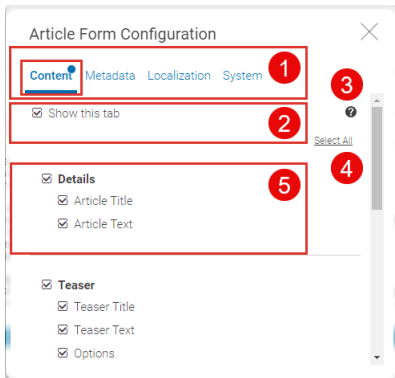 Article Form Configuration
Content Metadata Localization System 1
3
Show this tab 2 ?
Select All
4
Details 5
Article Title
Article Text
Teaser
Teaser Title
Teaser Text
Options